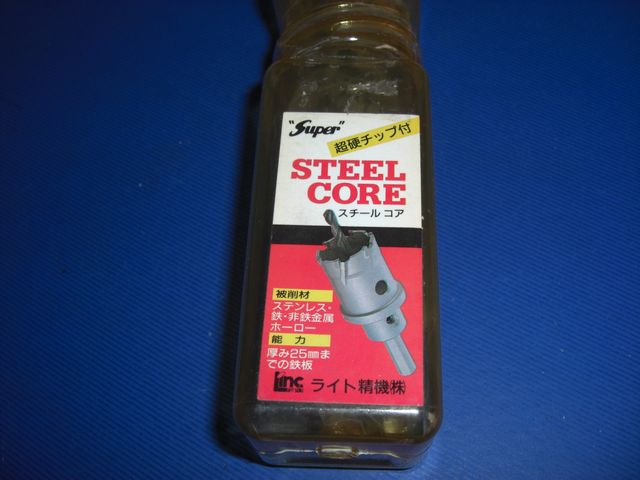 "Super"
超硬チップ付
STEEL
CORE
スチール コア
被削材
ステンレス・
鉄・非鉄金属
ホーロー
能 力
厚み25mmま
での鉄板
Linc
ライト精機㈱